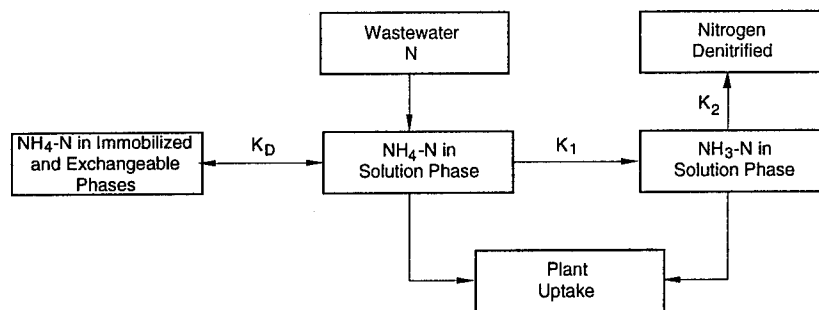 Wastewater
N
Nitrogen
Denitrified
K2
NH4-N in Immobilized
and Exchangeable
Phases
KD
NH4-N in
Solution Phase
K1
NH3-N in
Solution Phase
Plant
Uptake